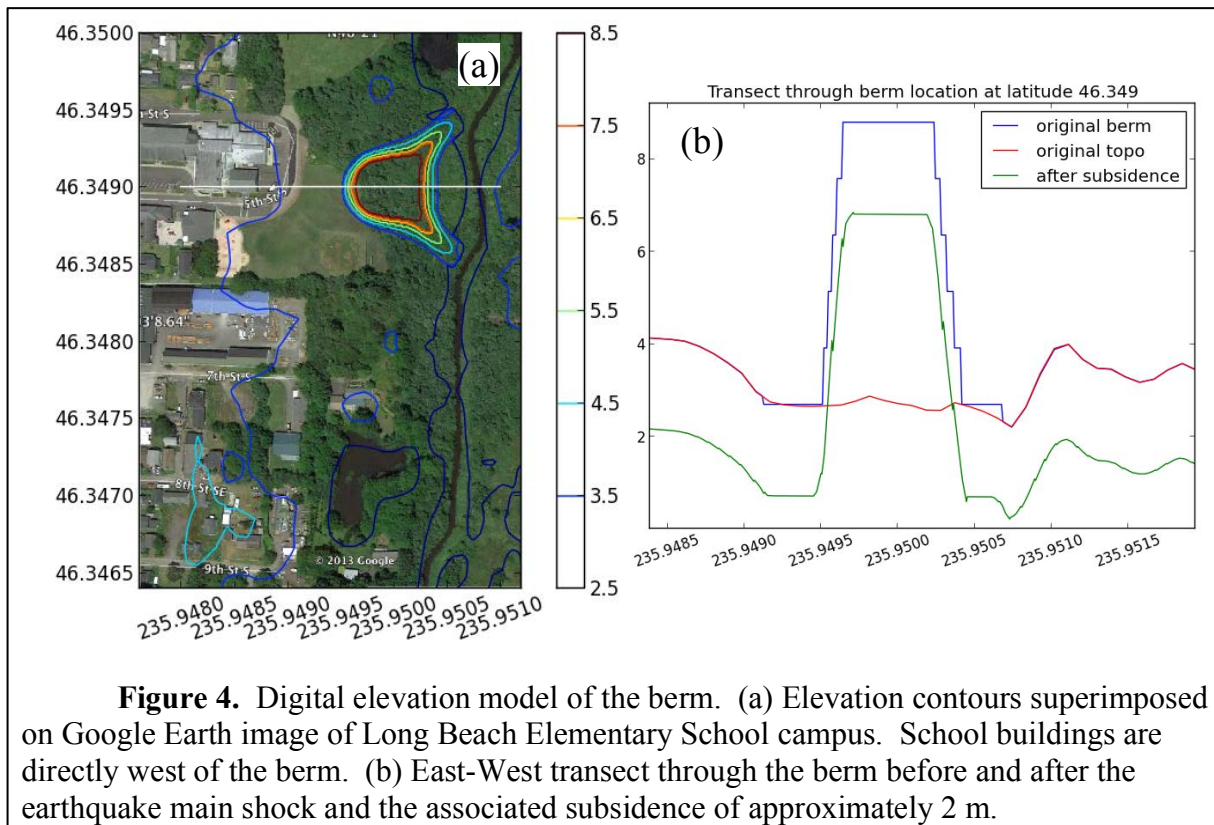 46.3500
46.3495
46.3490
46.3485
46.3480
46.3475
46.3470
46.3465
235.9480
235.9485
235.9490
235.9495
235.9500
235.9505
235.9510
N46°21'
(a)
h St S
5th St S
3'8.64"
7th St S
8th St SE
9th St S
© 2013 Google
8.5
7.5
6.5
5.5
4.5
3.5
2.5
Transect through berm location at latitude 46.349
(b)
original berm
original topo
after subsidence
8
6
4
2
235.9485
235.9490
235.9495
235.9500
235.9505
235.9510
235.9515
Figure 4. Digital elevation model of the berm. (a) Elevation contours superimposed
on Google Earth image of Long Beach Elementary School campus. School buildings are
directly west of the berm. (b) East-West transect through the berm before and after the
earthquake main shock and the associated subsidence of approximately 2 m.